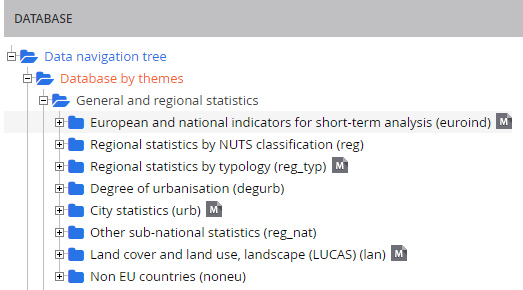 DATABASE
Data navigation tree
Database by themes
General and regional statistics
European and national indicators for short-term analysis (euroind) M
Regional statistics by NUTS classification (reg)
Regional statistics by typology (reg_typ) M
Degree of urbanisation (degurb)
City statistics (urb) M
Other sub-national statistics (reg_nat)
Land cover and land use, landscape (LUCAS) (lan) M
Non EU countries (noneu)